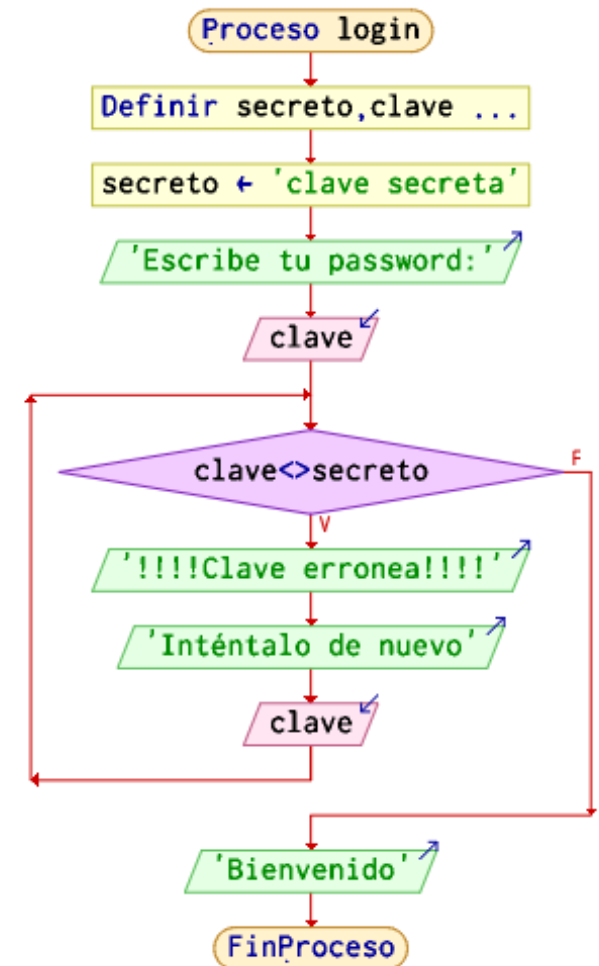 Proceso login
Definir secreto,clave ...
secreto ← 'clave secreta'
'Escribe tu password:'
clave
clave<>secreto
F
V
'!!!!Clave erronea!!!!'
'Inténtalo de nuevo'
clave
'Bienvenido'
FinProceso